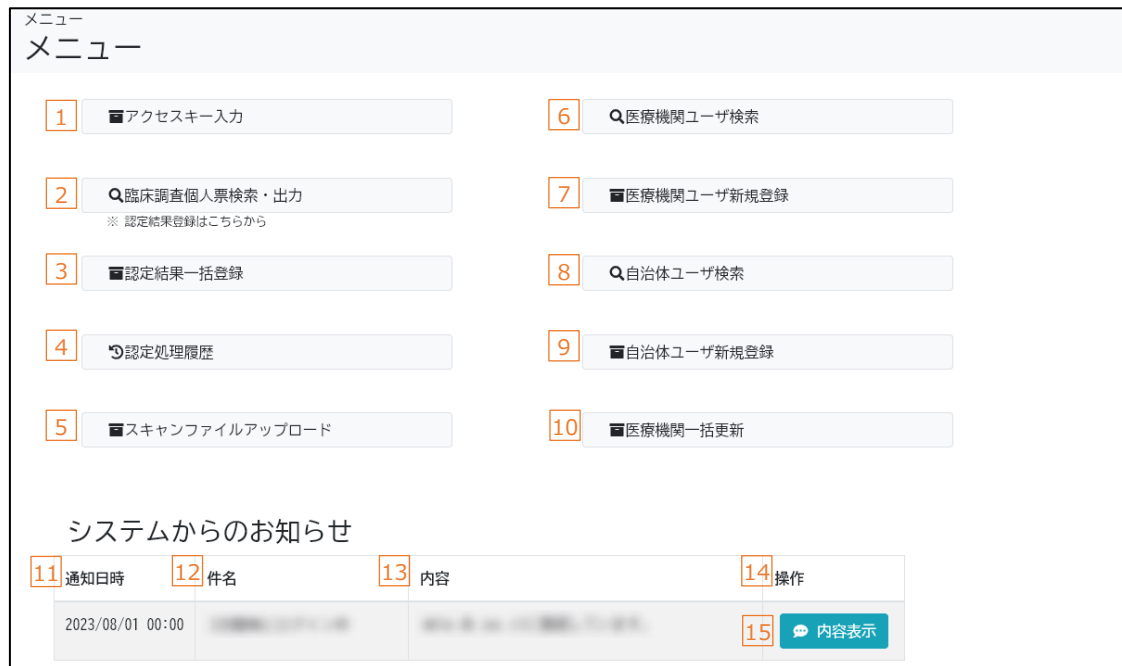 メニュー
メニュー
1 アクセスキー入力
6 医療機関ユーザ検索
2 臨床調査個人票検索・出力
※ 認定結果登録はこちらから
7 医療機関ユーザ新規登録
3 認定結果一括登録
8 自治体ユーザ検索
4 認定処理履歴
9 自治体ユーザ新規登録
5 スキャンファイルアップロード
10 医療機関一括更新
システムからのお知らせ
11 通知日時 12 件名 13 内容 14 操作
2023/08/01 00:00 15 内容表示